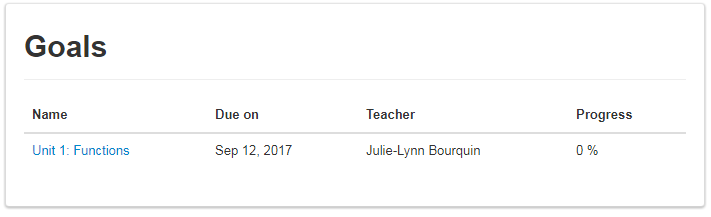 Goals
Name Due on Teacher Progress
Unit 1: Functions Sep 12, 2017 Julie-Lynn Bourquin 0 %